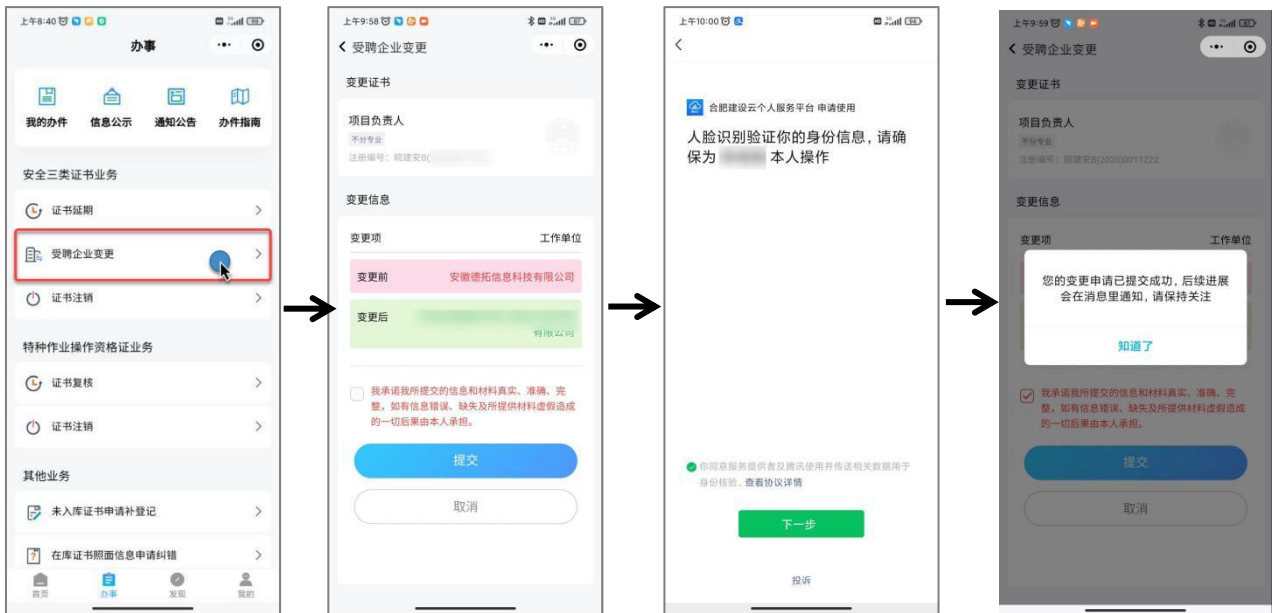 上午8:40
98
办事
我的办件
信息公示
通知公告
办件指南
安全三类证书业务
证书延期
受聘企业变更
证书注销
特种作业操作资格证业务
证书复核
证书注销
其他业务
未入库证书申请补登记
在库证书照面信息申请纠错
首页
办事
发现
我的
上午9:58
87
受聘企业变更
变更证书
项目负责人
不分专业
注册编号：皖建安B(
变更信息
变更项 工作单位
变更前 安徽德拓信息科技有限公司
变更后
有限公司
我承诺我所提交的信息和材料真实、准确、完
整，如有信息错误、缺失及所提供材料虚假造成
的一切后果由本人承担。
提交
取消
上午10:00
94
合肥建设云个人服务平台 申请使用
人脸识别验证你的身份信息，请确
保为 本人操作
你同意服务提供者及腾讯使用并传送相关数据用于
身份核验。查看协议详情
下一步
投诉
上午9:59
87
受聘企业变更
变更证书
项目负责人
不分专业
注册编号：皖建安B(2020)0011222
变更信息
变更项 工作单位
您的变更申请已提交成功，后续进展
会在消息里通知，请保持关注
知道了
我承诺我所提交的信息和材料真实、准确、完
整，如有信息错误、缺失及所提供材料虚假造成
的一切后果由本人承担。
提交
取消